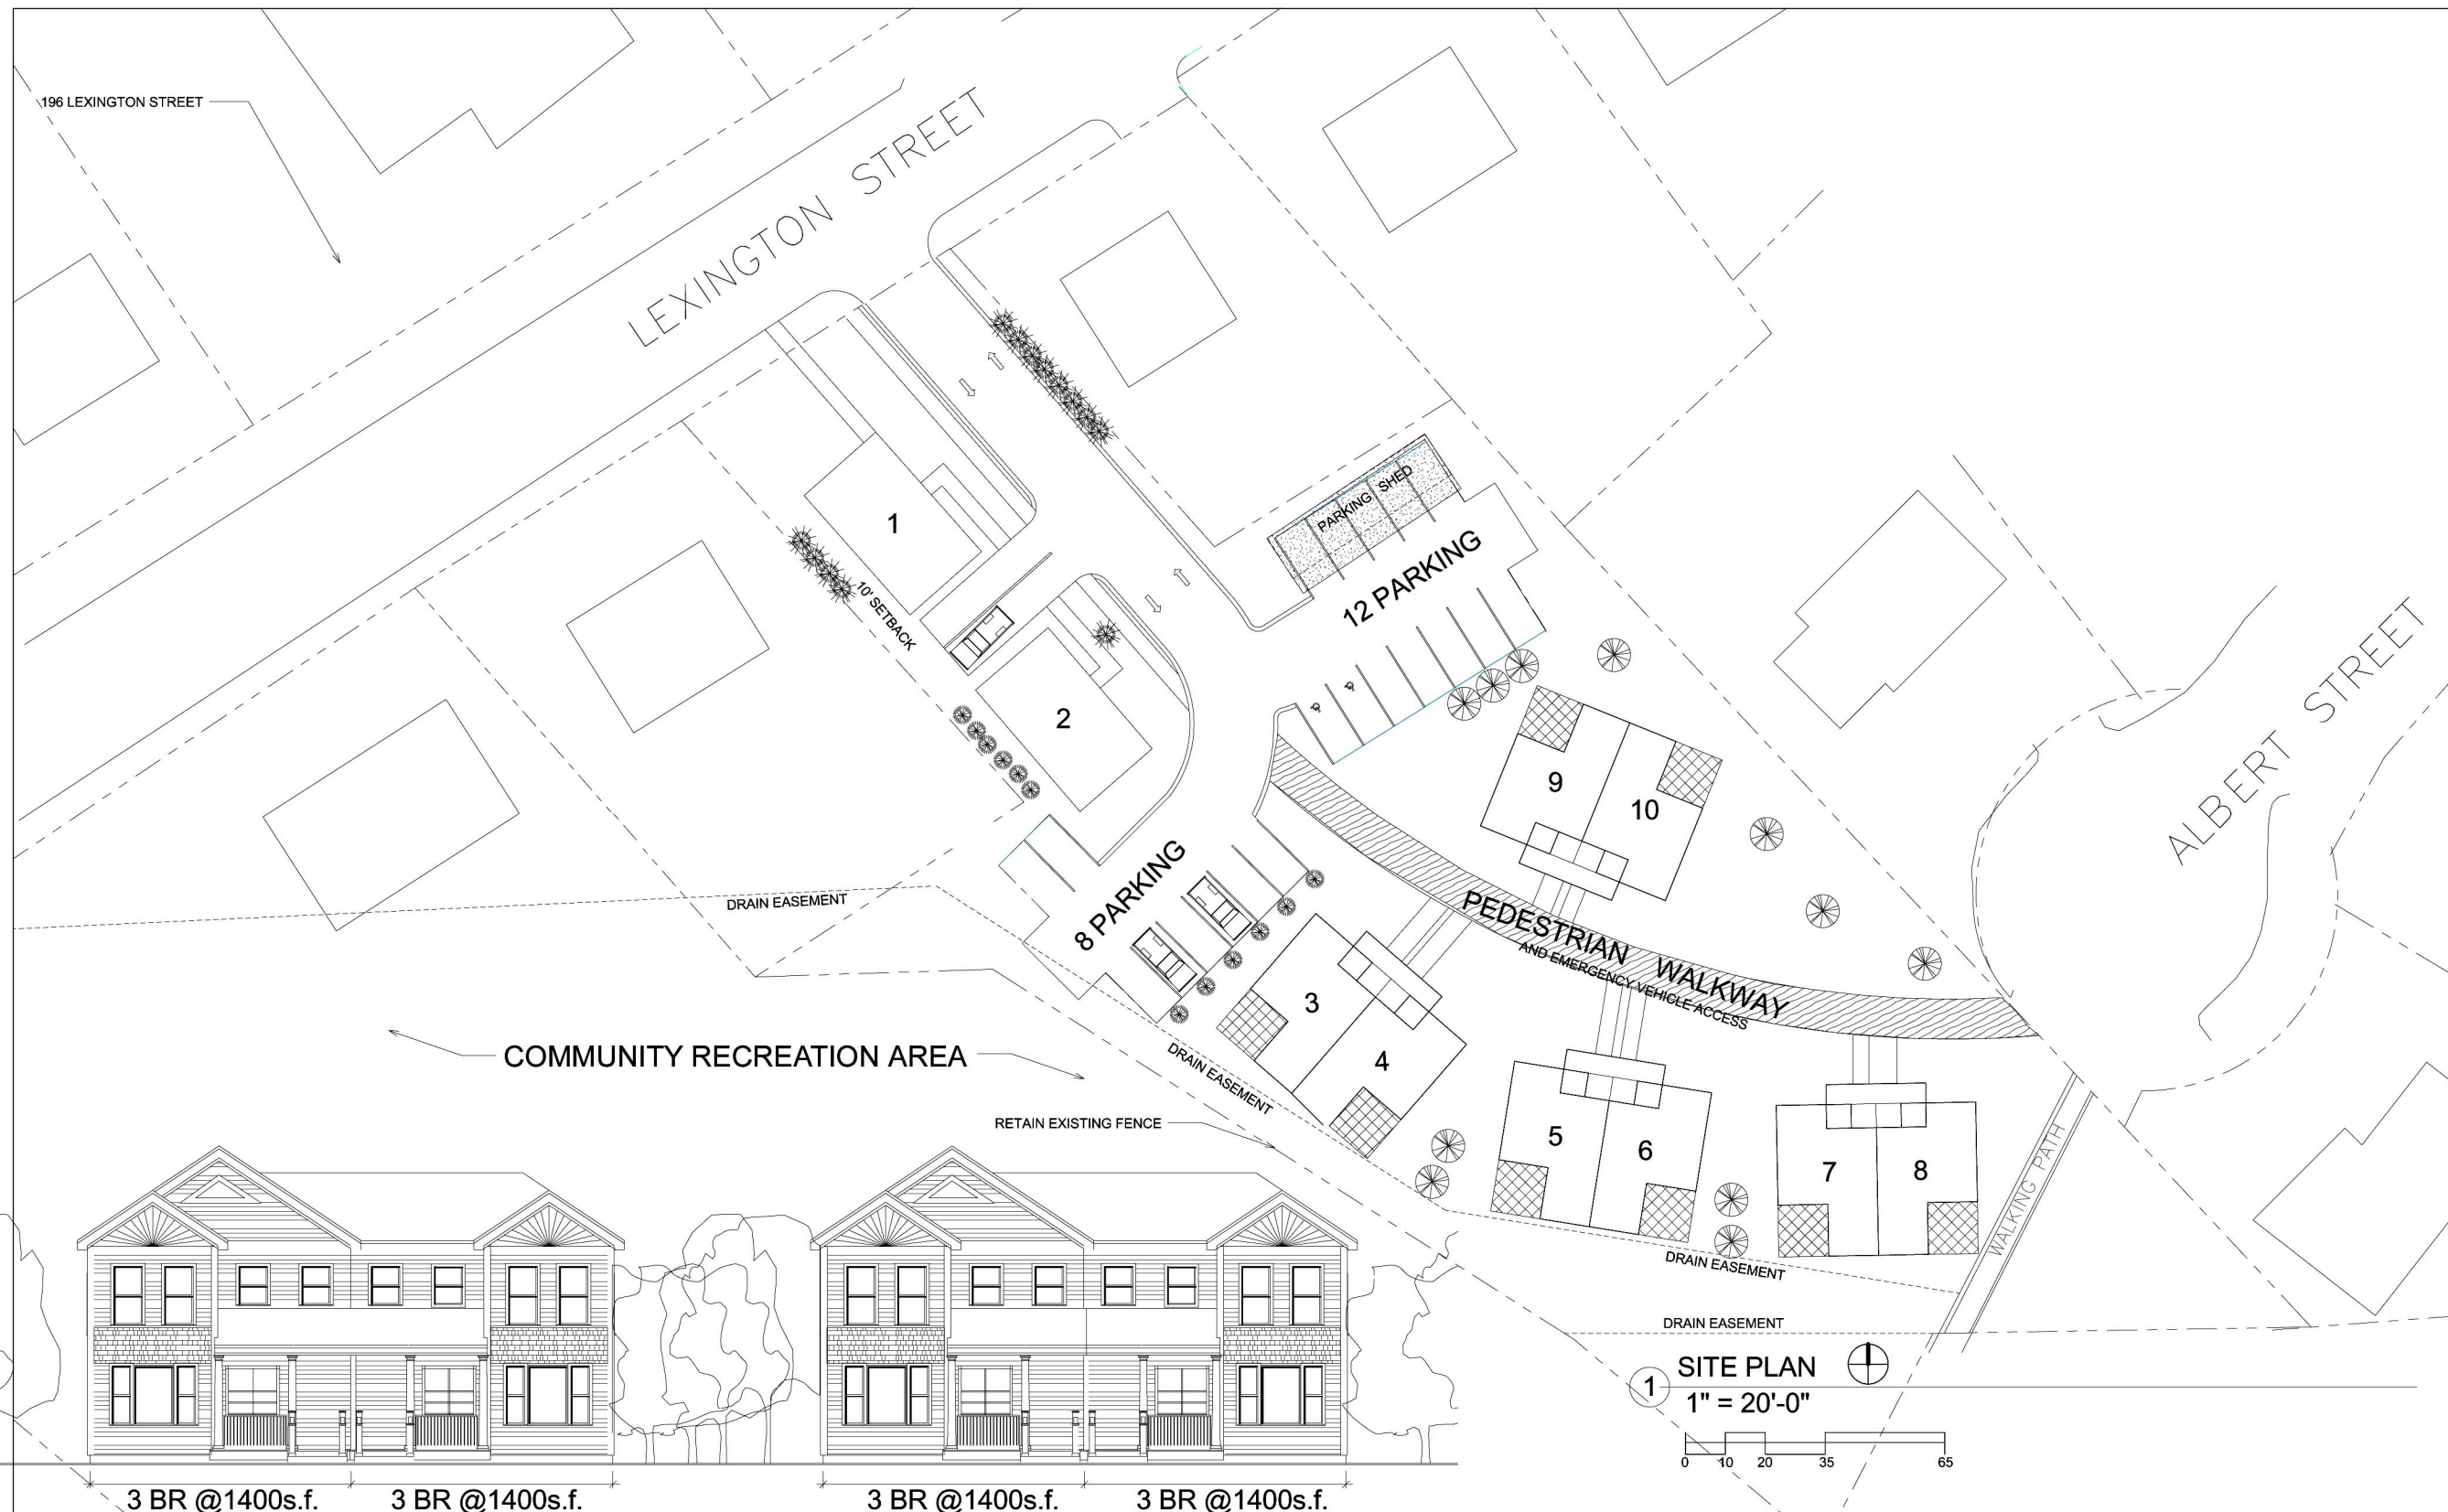 196 LEXINGTON STREET
LEXINGTON STREET
PARKING SHED
12 PARKING
1
10' SETBACK
2
ALBERT STREET
9
10
8 PARKING
DRAIN EASEMENT
PEDESTRIAN WALKWAY
AND EMERGENCY VEHICLE ACCESS
3
4
COMMUNITY RECREATION AREA
DRAIN EASEMENT
RETAIN EXISTING FENCE
5
6
7
8
WALKING PATH
DRAIN EASEMENT
DRAIN EASEMENT
1
SITE PLAN
1" = 20'-0"
0 10 20 35 65
3 BR @1400s.f.
3 BR @1400s.f.
3 BR @1400s.f.
3 BR @1400s.f.